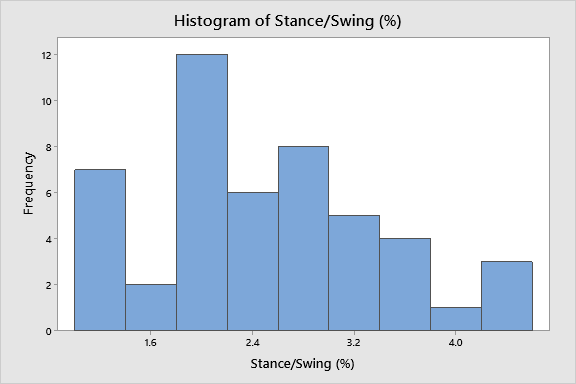 Histogram of Stance/Swing (%)
12
10
8
6
4
2
0
Frequency
1.6 2.4 3.2 4.0
Stance/Swing (%)